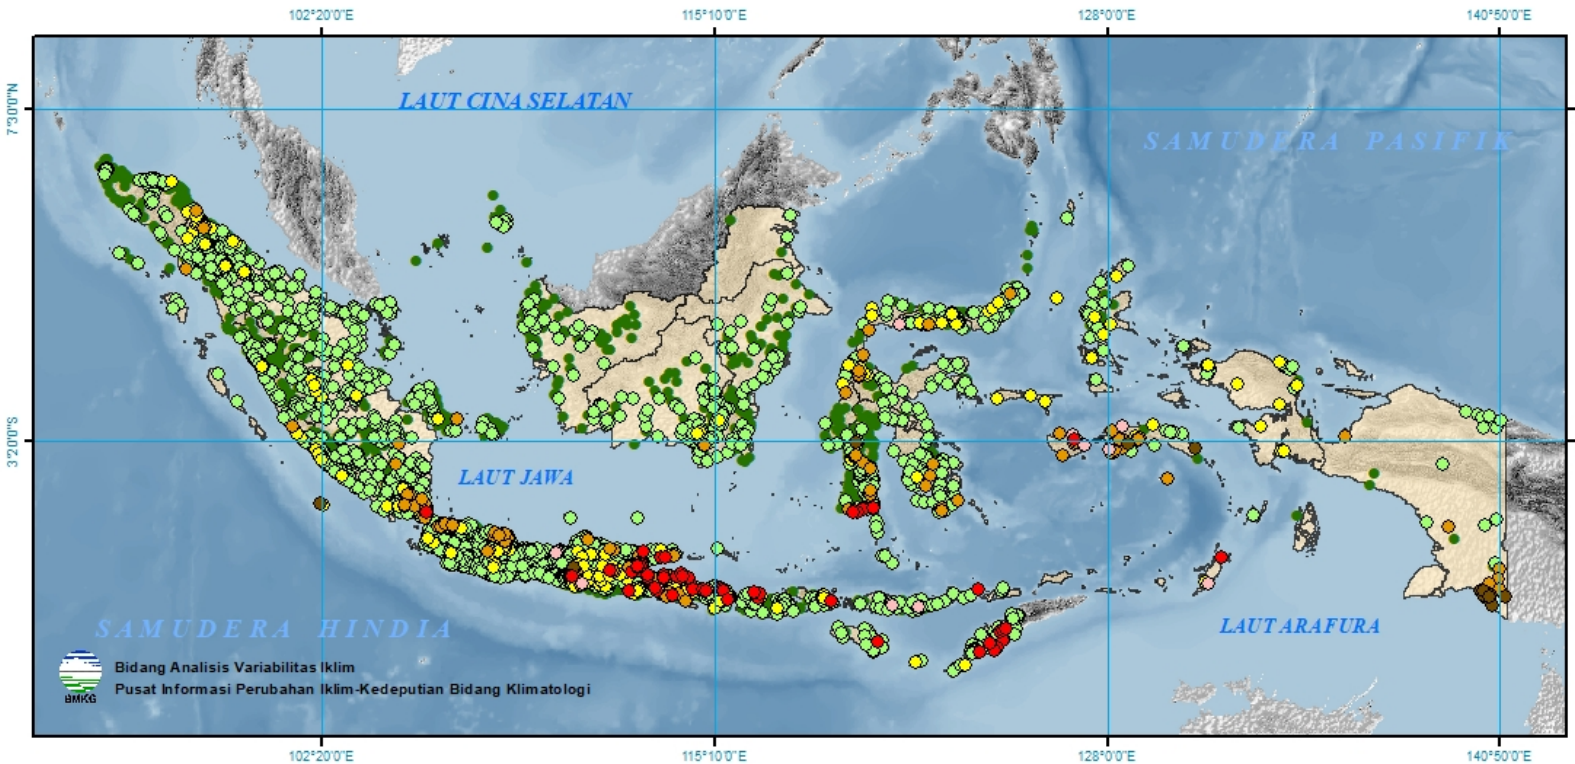 102°20'0"E 115°10'0"E 128°0'0"E 140°50'0"E
7°30'0"N
LAUT CINA SELATAN
SAMUDERA PASIFIK
3°20'0"S
LAUT JAWA
SAMUDERA HINDIA
LAUT ARAFURA
Bidang Analisis Variabilitas Iklim
Pusat Informasi Perubahan Iklim-Kedeputian Bidang Klimatologi
BMKG
102°20'0"E 115°10'0"E 128°0'0"E 140°50'0"E